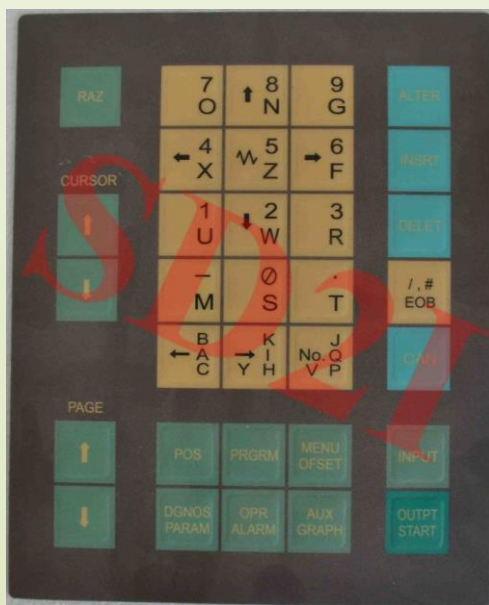 RAZ
7 O
↑ 8 N
9 G
ALTER
← 4 X
5 Z
→ 6 F
INSRT
CURSOR
↑
1 U
↓ 2 W
3 R
DELET
↓
– M
∅ S
. T
/ , # EOB
← B A C
→ Y K I H
No. V J Q P
CAN
PAGE
↑
POS
PRGRM
MENU
OFSET
INPUT
↓
DGNOS
PARAM
OPR
ALARM
AUX
GRAPH
OUTPT
START
SD2I